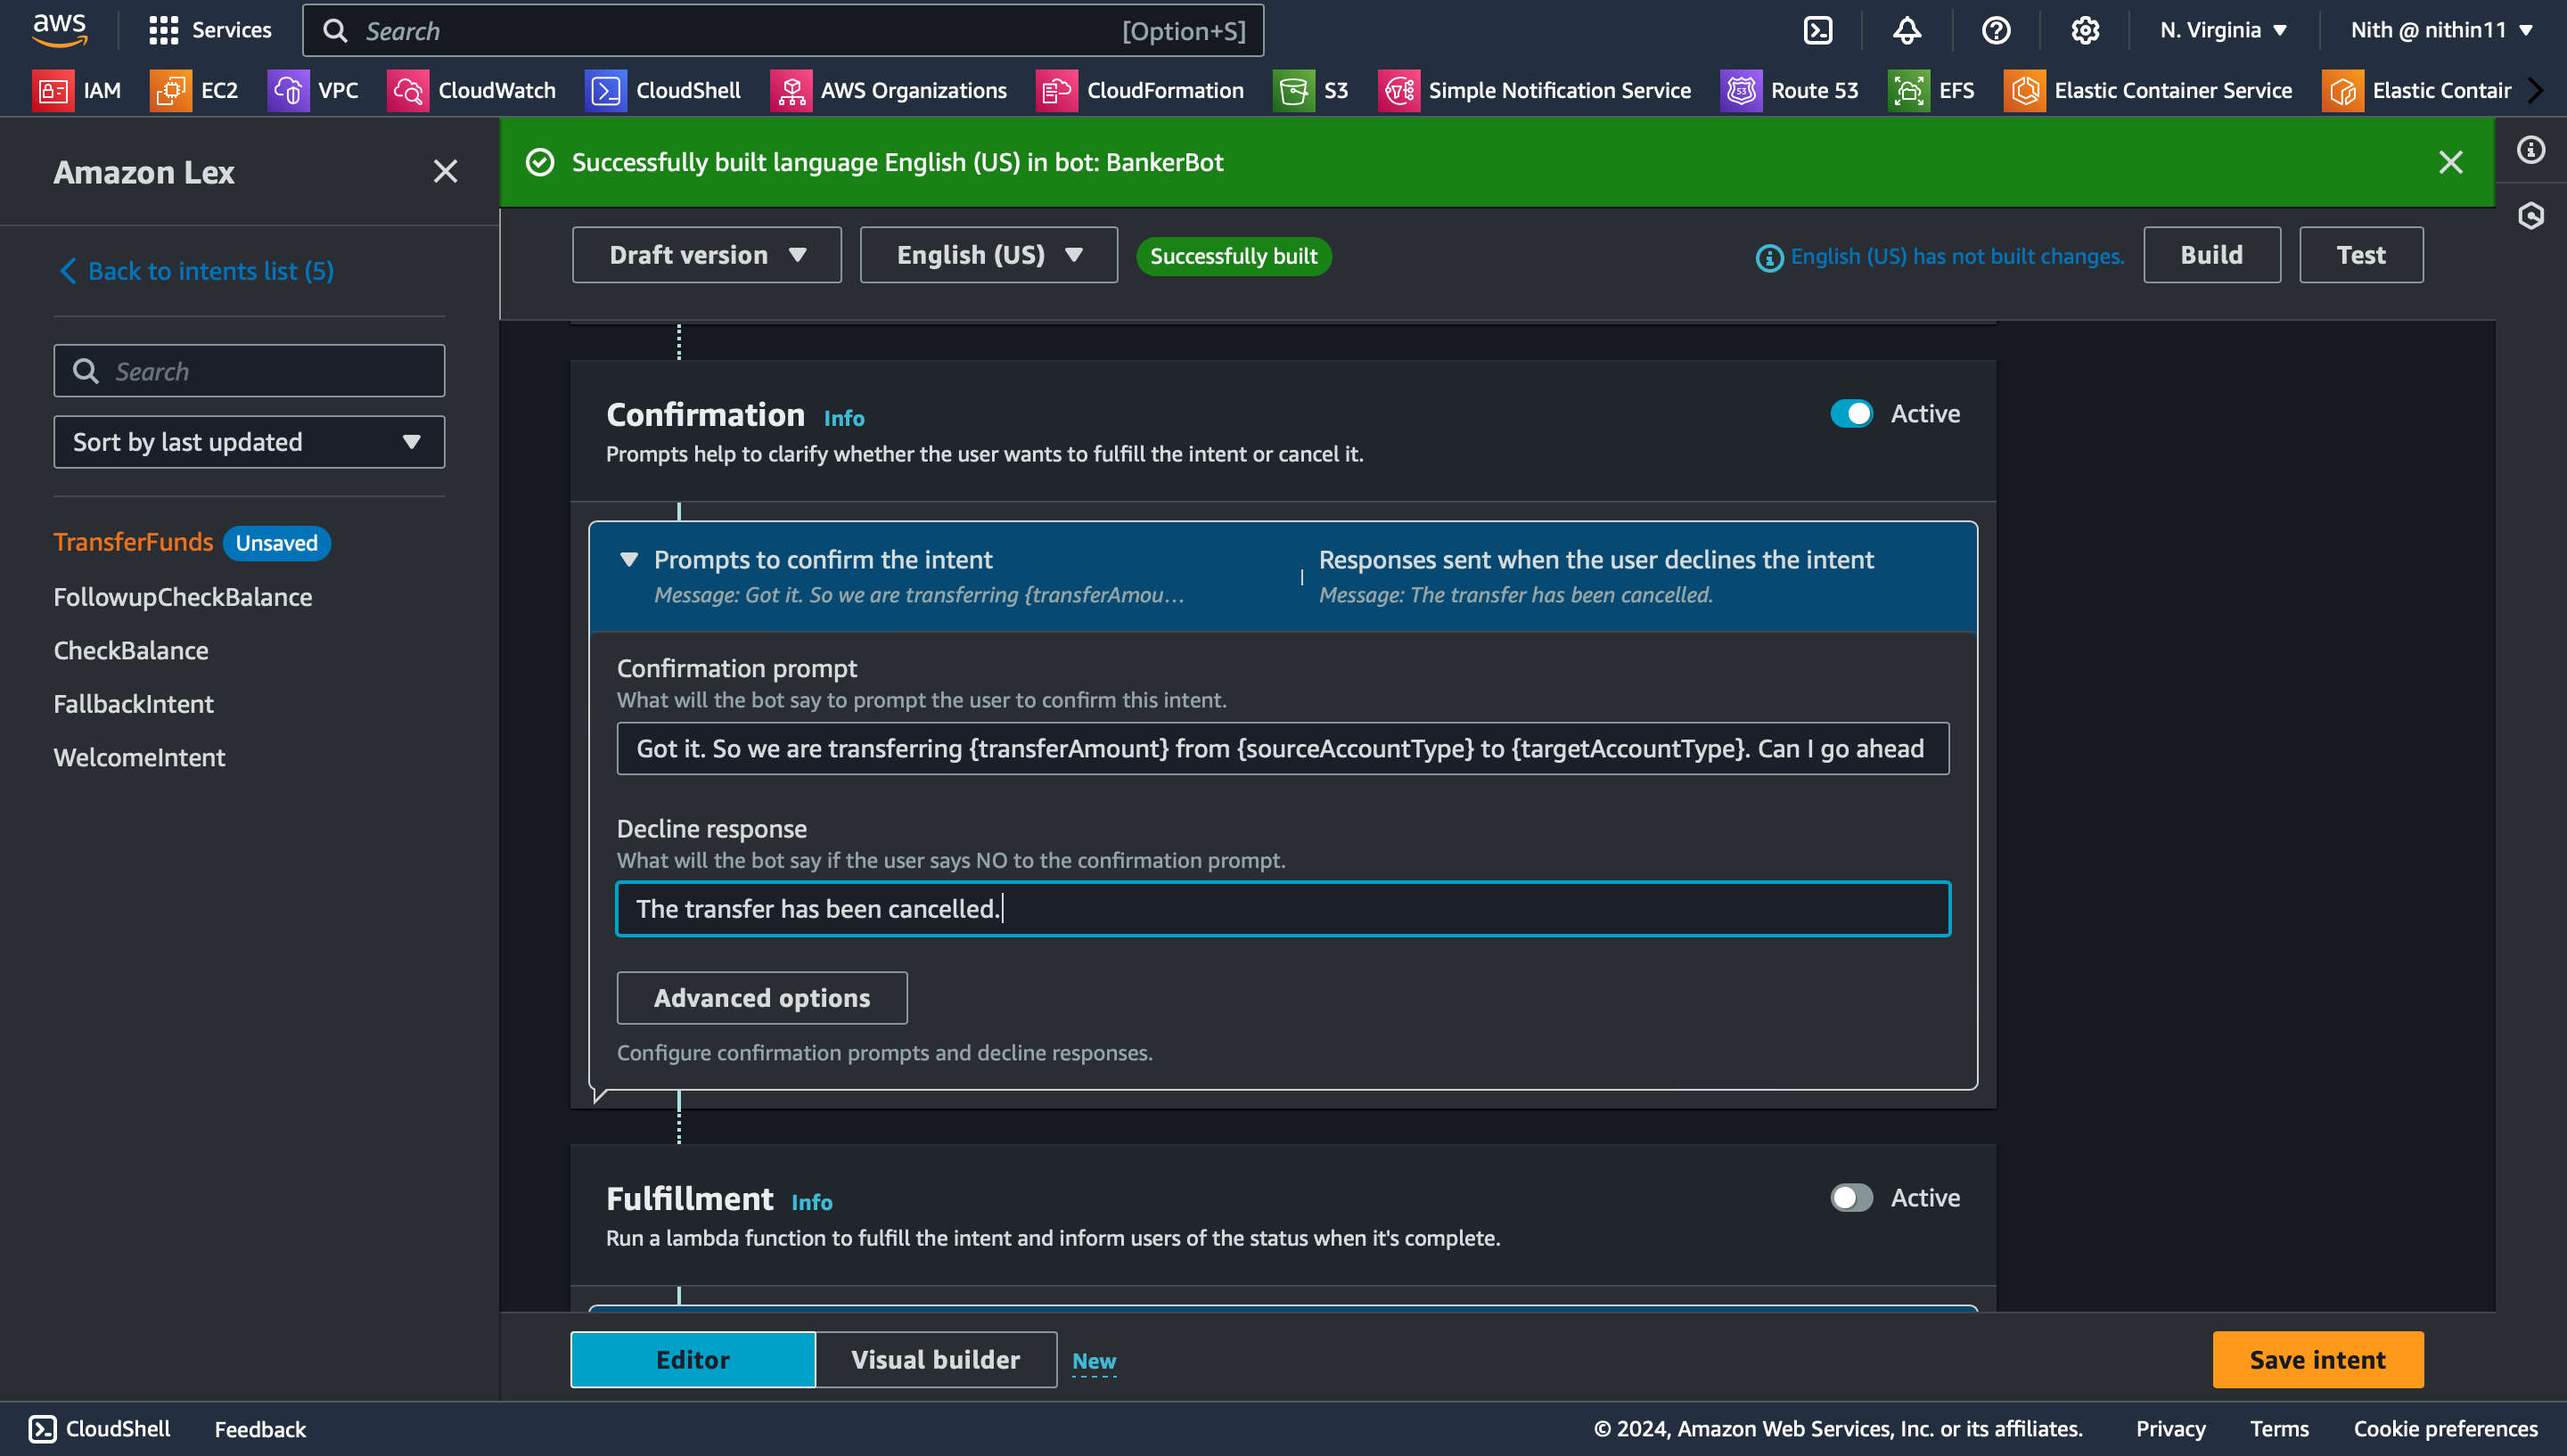 aws
Services
Search
[Option+S]
N. Virginia
Nith @ nithin11
IAM
EC2
VPC
CloudWatch
CloudShell
AWS Organizations
CloudFormation
S3
Simple Notification Service
53
Route 53
EFS
Elastic Container Service
Elastic Contair
Amazon Lex
Successfully built language English (US) in bot: BankerBot
Back to intents list (5)
Draft version
English (US)
Successfully built
English (US) has not built changes.
Build
Test
Search
Sort by last updated
TransferFunds
Unsaved
FollowupCheckBalance
CheckBalance
FallbackIntent
WelcomeIntent
Confirmation
Info
Active
Prompts help to clarify whether the user wants to fulfill the intent or cancel it.
Prompts to confirm the intent
Message: Got it. So we are transferring {transferAmou…
Responses sent when the user declines the intent
Message: The transfer has been cancelled.
Confirmation prompt
What will the bot say to prompt the user to confirm this intent.
Got it. So we are transferring {transferAmount} from {sourceAccountType} to {targetAccountType}. Can I go ahead
Decline response
What will the bot say if the user says NO to the confirmation prompt.
The transfer has been cancelled.
Advanced options
Configure confirmation prompts and decline responses.
Fulfillment
Info
Active
Run a lambda function to fulfill the intent and inform users of the status when it's complete.
Editor
Visual builder
New
Save intent
CloudShell
Feedback
© 2024, Amazon Web Services, Inc. or its affiliates.
Privacy
Terms
Cookie preferences